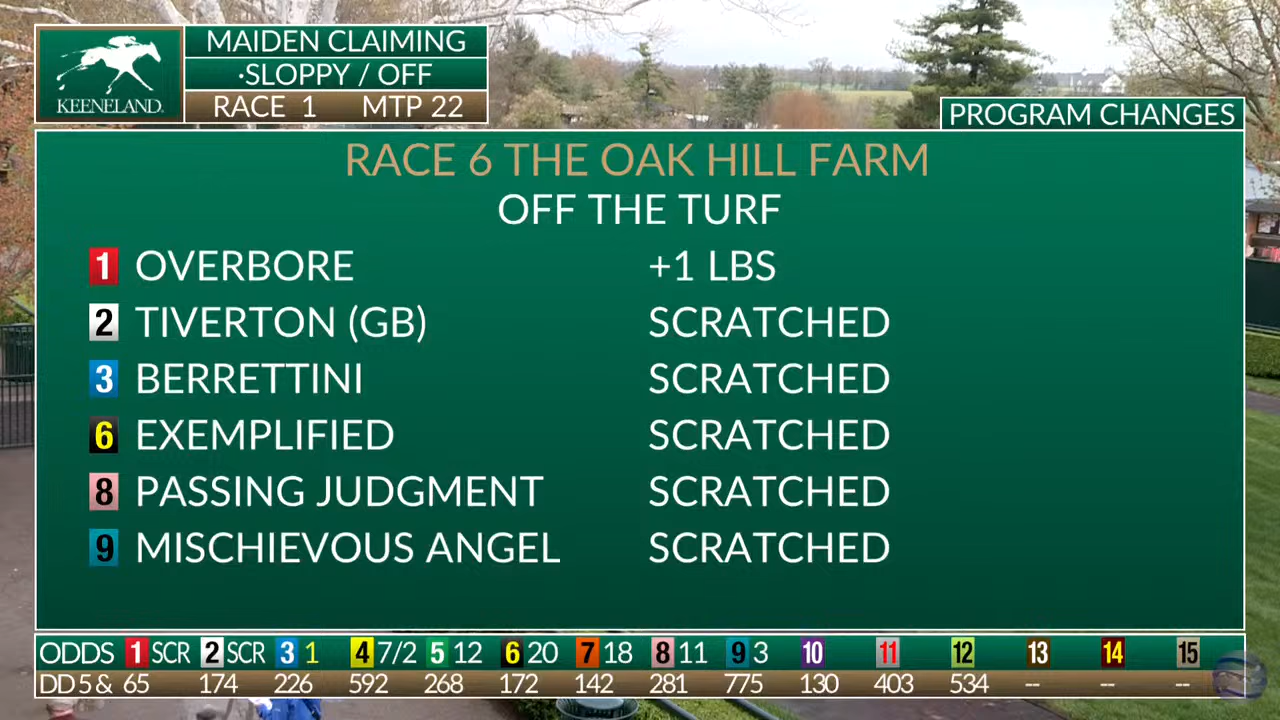 KEENELAND
MAIDEN CLAIMING
·SLOPPY / OFF
RACE 1 MTP 22
PROGRAM CHANGES
RACE 6 THE OAK HILL FARM
OFF THE TURF
1 OVERBORE +1 LBS
2 TIVERTON (GB) SCRATCHED
3 BERRETTINI SCRATCHED
6 EXEMPLIFIED SCRATCHED
8 PASSING JUDGMENT SCRATCHED
9 MISCHIEVOUS ANGEL SCRATCHED
ODDS 1 SCR 2 SCR 3 1 4 7/2 5 12 6 20 7 18 8 11 9 3 10 11 12 13 14 15
DD 5 & 65 174 226 592 268 172 142 281 775 130 403 534 -- -- --